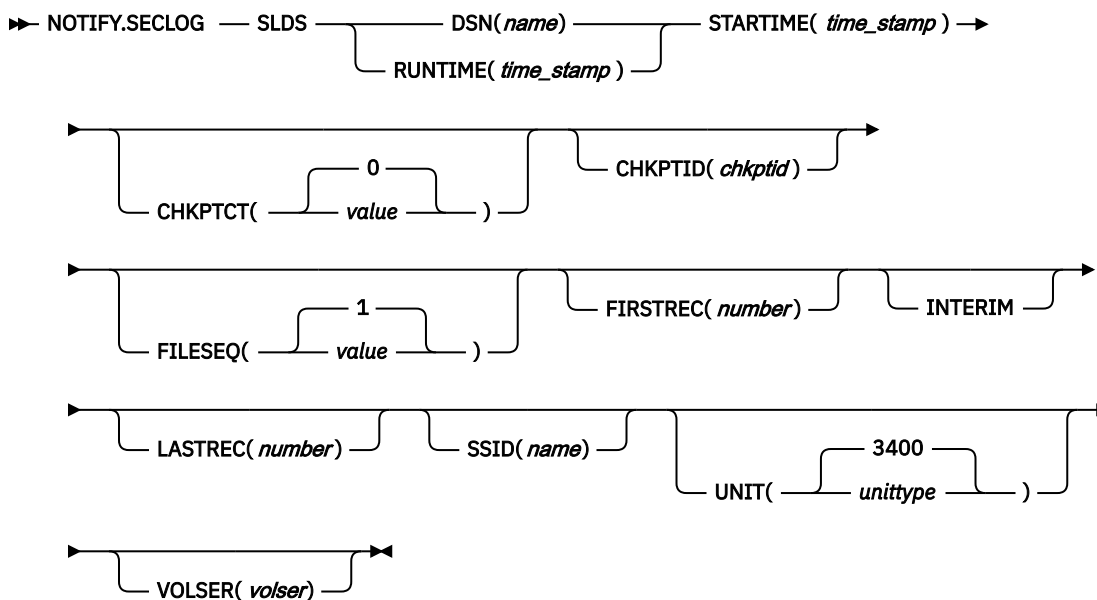 NOTIFY.SECLOG SLDS DSN(name) STARTIME( time_stamp )
RUNTIME( time_stamp )
0
CHKPTCT( value ) CHKPTID( chkptid )
1
FILESEQ( value ) FIRSTREC( number ) INTERIM
LASTREC( number ) SSID( name )
3400
UNIT( unittype )
VOLSER( volser )